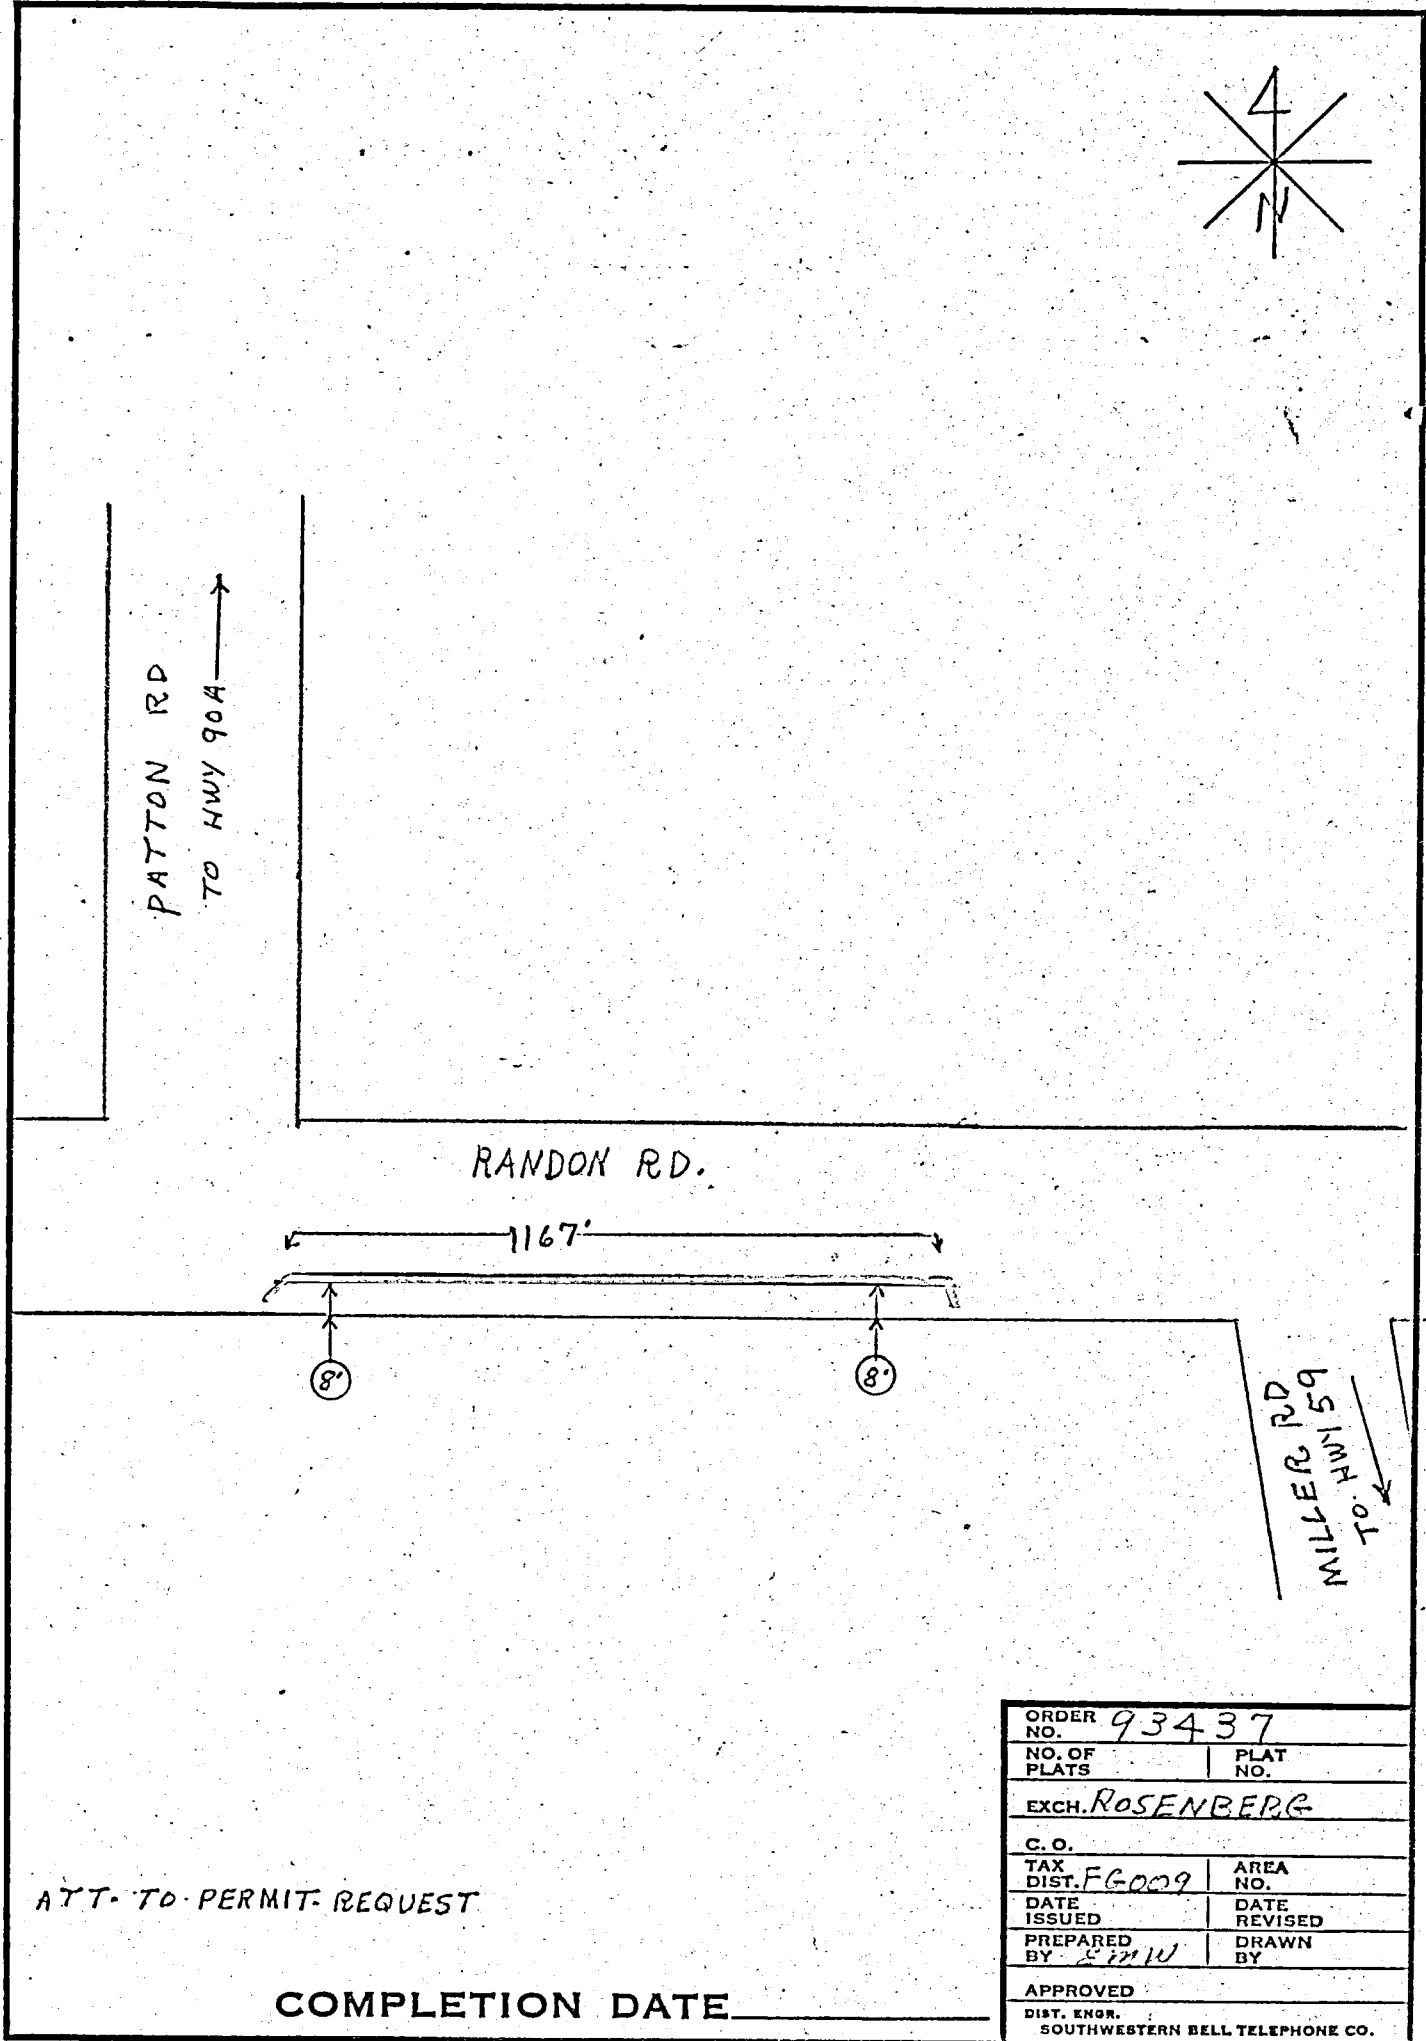 N
PATTON RD
TO HWY 90A
RANDON RD.
1167'
8'
8'
MILLER RD
TO HWY 59
ORDER NO. 93437
NO. OF PLATS
PLAT NO.
EXCH. ROSENBERG
C. O.
TAX DIST. FG009
AREA NO.
DATE ISSUED
DATE REVISED
PREPARED BY EMW
DRAWN BY
APPROVED
DIST. ENGR.
SOUTHWESTERN BELL TELEPHONE CO.
ATT. TO PERMIT REQUEST
COMPLETION DATE